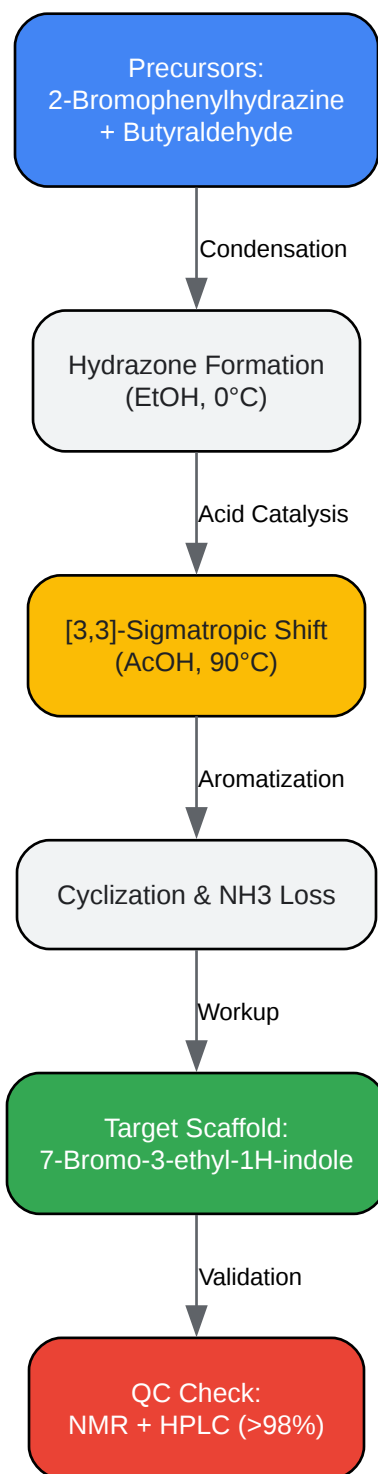 Precursors:
2-Bromophenylhydrazine
+ Butyraldehyde
Condensation
Hydrazone Formation
(EtOH, 0°C)
Acid Catalysis
[3,3]-Sigmatropic Shift
(AcOH, 90°C)
Aromatization
Cyclization & NH3 Loss
Workup
Target Scaffold:
7-Bromo-3-ethyl-1H-indole
Validation
QC Check:
NMR + HPLC (>98%)